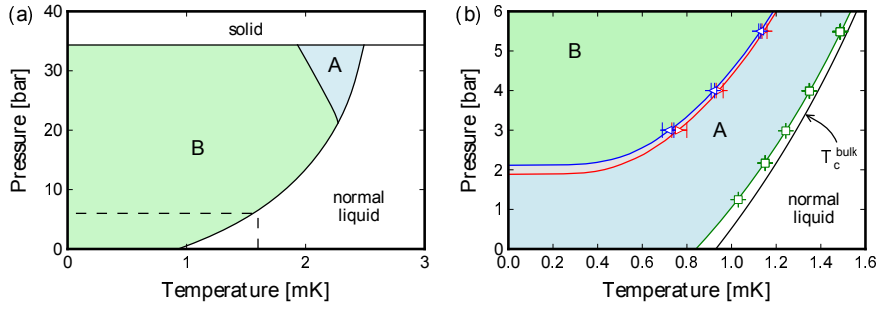 (a)
40
30
20
10
0
Pressure [bar]
solid
A
B
normal
liquid
0
1
2
3
Temperature [mK]
(b)
6
5
4
3
2
1
0
Pressure [bar]
B
A
T_c^bulk
normal
liquid
0.0
0.2
0.4
0.6
0.8
1.0
1.2
1.4
1.6
Temperature [mK]